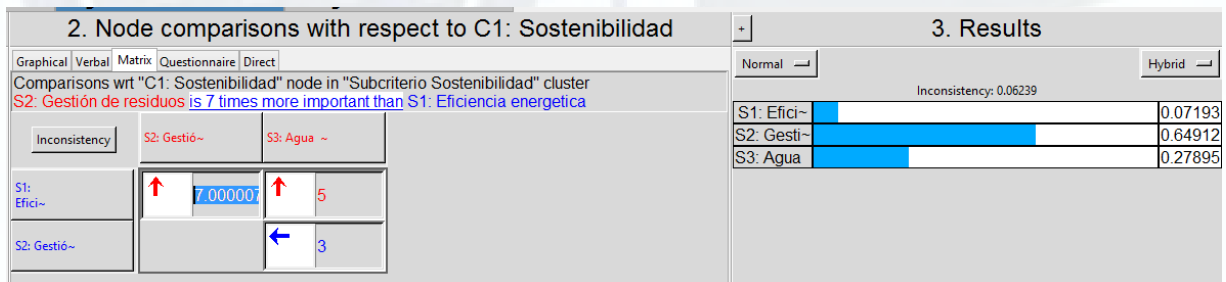 2. Node comparisons with respect to C1: Sostenibilidad
Graphical Verbal Matrix Questionnaire Direct
Comparisons wrt "C1: Sostenibilidad" node in "Subcriterio Sostenibilidad" cluster
S2: Gestión de residuos is 7 times more important than S1: Eficiencia energetica
Inconsistency S2: Gestió~ S3: Agua ~
S1:
Efici~ 7.000007 5
S2: Gestió~ 3
+ 3. Results
Normal Hybrid
Inconsistency: 0.06239
S1: Efici~ 0.07193
S2: Gesti~ 0.64912
S3: Agua 0.27895